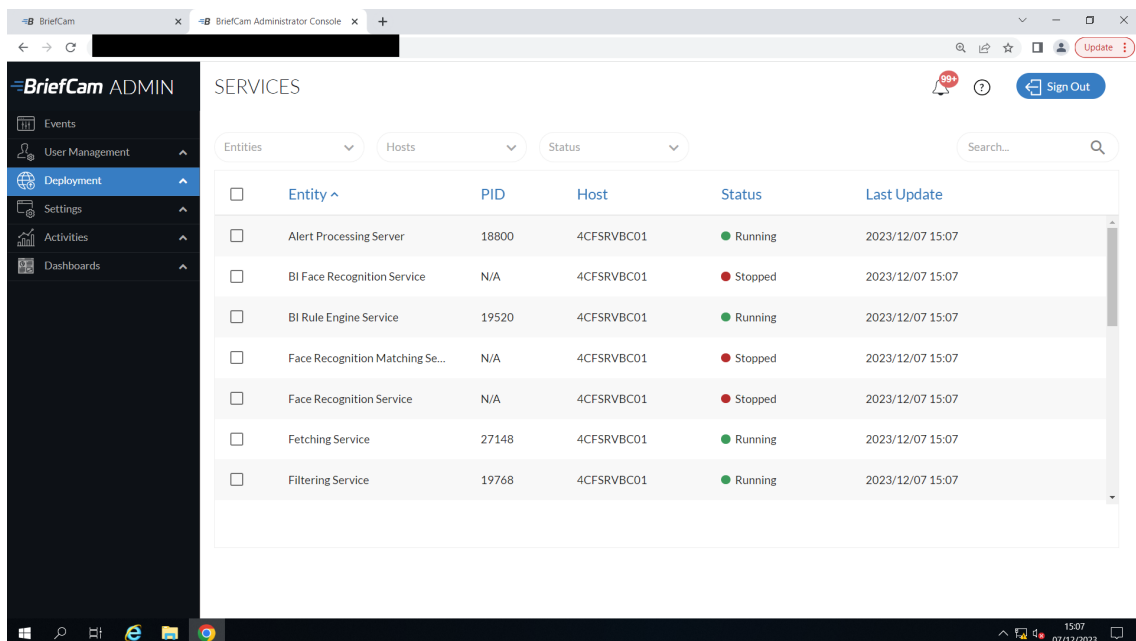 BriefCam
BriefCam Administrator Console
Update
BriefCam ADMIN
SERVICES
99+
Sign Out
Events
User Management
Deployment
Settings
Activities
Dashboards
Entities Hosts Status Search...
Entity PID Host Status Last Update
Alert Processing Server 18800 4CFSRVBC01 Running 2023/12/07 15:07
BI Face Recognition Service N/A 4CFSRVBC01 Stopped 2023/12/07 15:07
BI Rule Engine Service 19520 4CFSRVBC01 Running 2023/12/07 15:07
Face Recognition Matching Se... N/A 4CFSRVBC01 Stopped 2023/12/07 15:07
Face Recognition Service N/A 4CFSRVBC01 Stopped 2023/12/07 15:07
Fetching Service 27148 4CFSRVBC01 Running 2023/12/07 15:07
Filtering Service 19768 4CFSRVBC01 Running 2023/12/07 15:07
15:07
07/12/2023